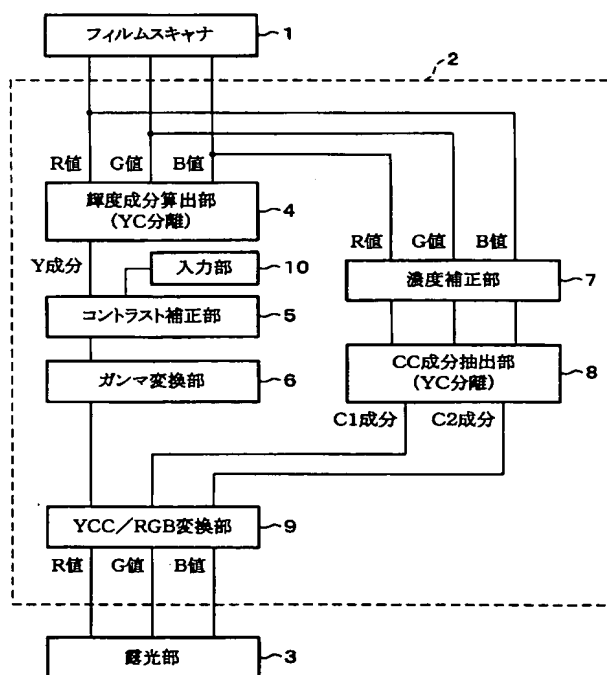 フィルムスキャナ 1
2
R値 G値 B値
輝度成分算出部
(YC分離) 4
R値 G値 B値
Y成分
入力部 10
濃度補正部 7
コントラスト補正部 5
CC成分抽出部
(YC分離) 8
ガンマ変換部 6
C1成分 C2成分
YCC/RGB変換部 9
R値 G値 B値
露光部 3